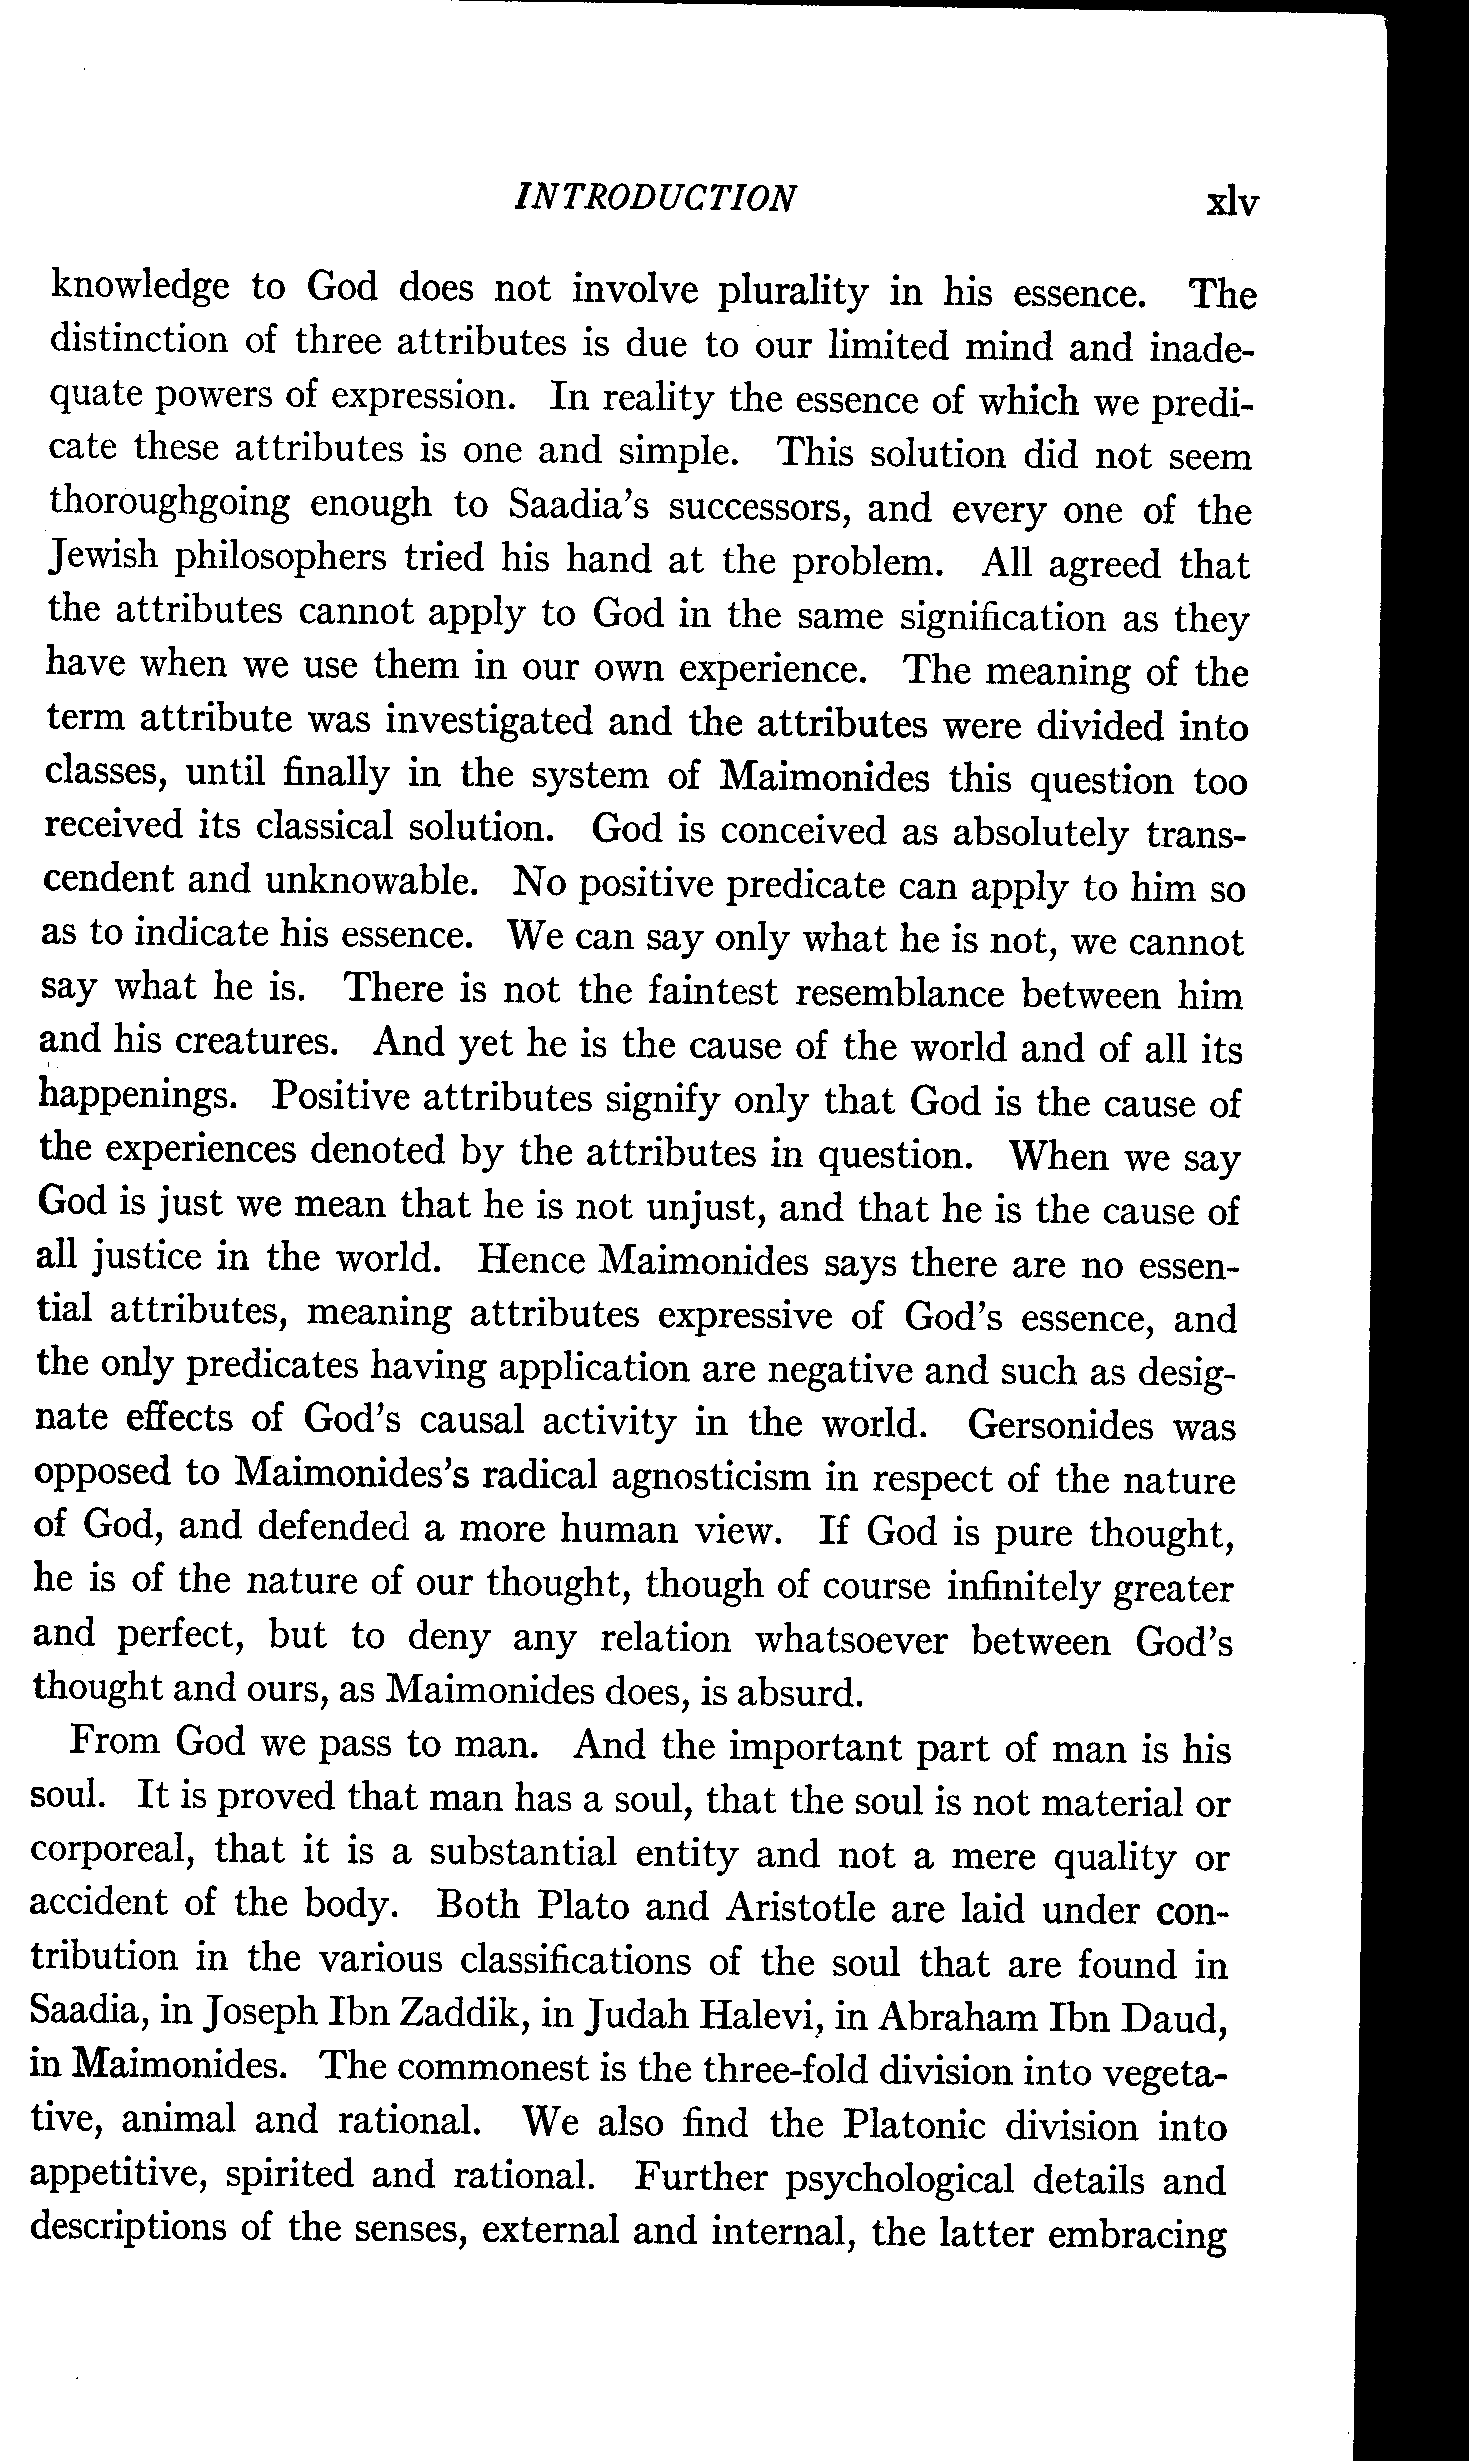 INTRODUCTION xlv
knowledge to God does not involve plurality in his essence. The
distinction of three attributes is due to our limited mind and inade-
quate powers of expression. In reality the essence of which we predi-
cate these attributes is one and simple. This solution did not seem
thoroughgoing enough to Saadia's successors, and every one of the
Jewish philosophers tried his hand at the problem. All agreed that
the attributes cannot apply to God in the same signification as they
have when we use them in our own experience. The meaning of the
term attribute was investigated and the attributes were divided into
classes, until finally in the system of Maimonides this question too
received its classical solution. God is conceived as absolutely trans-
cendent and unknowable. No positive predicate can apply to him so
as to indicate his essence. We can say only what he is not, we cannot
say what he is. There is not the faintest resemblance between him
and his creatures. And yet he is the cause of the world and of all its
happenings. Positive attributes signify only that God is the cause of
the experiences denoted by the attributes in question. When we say
God is just we mean that he is not unjust, and that he is the cause of
all justice in the world. Hence Maimonides says there are no essen-
tial attributes, meaning attributes expressive of God's essence, and
the only predicates having application are negative and such as desig-
nate effects of God's causal activity in the world. Gersonides was
opposed to Maimonides's radical agnosticism in respect of the nature
of God, and defended a more human view. If God is pure thought,
he is of the nature of our thought, though of course infinitely greater
and perfect, but to deny any relation whatsoever between God's
thought and ours, as Maimonides does, is absurd.
From God we pass to man. And the important part of man is his
soul. It is proved that man has a soul, that the soul is not material or
corporeal, that it is a substantial entity and not a mere quality or
accident of the body. Both Plato and Aristotle are laid under con-
tribution in the various classifications of the soul that are found in
Saadia, in Joseph Ibn Zaddik, in Judah Halevi, in Abraham Ibn Daud,
in Maimonides. The commonest is the three-fold division into vegeta-
tive, animal and rational. We also find the Platonic division into
appetitive, spirited and rational. Further psychological details and
descriptions of the senses, external and internal, the latter embracing